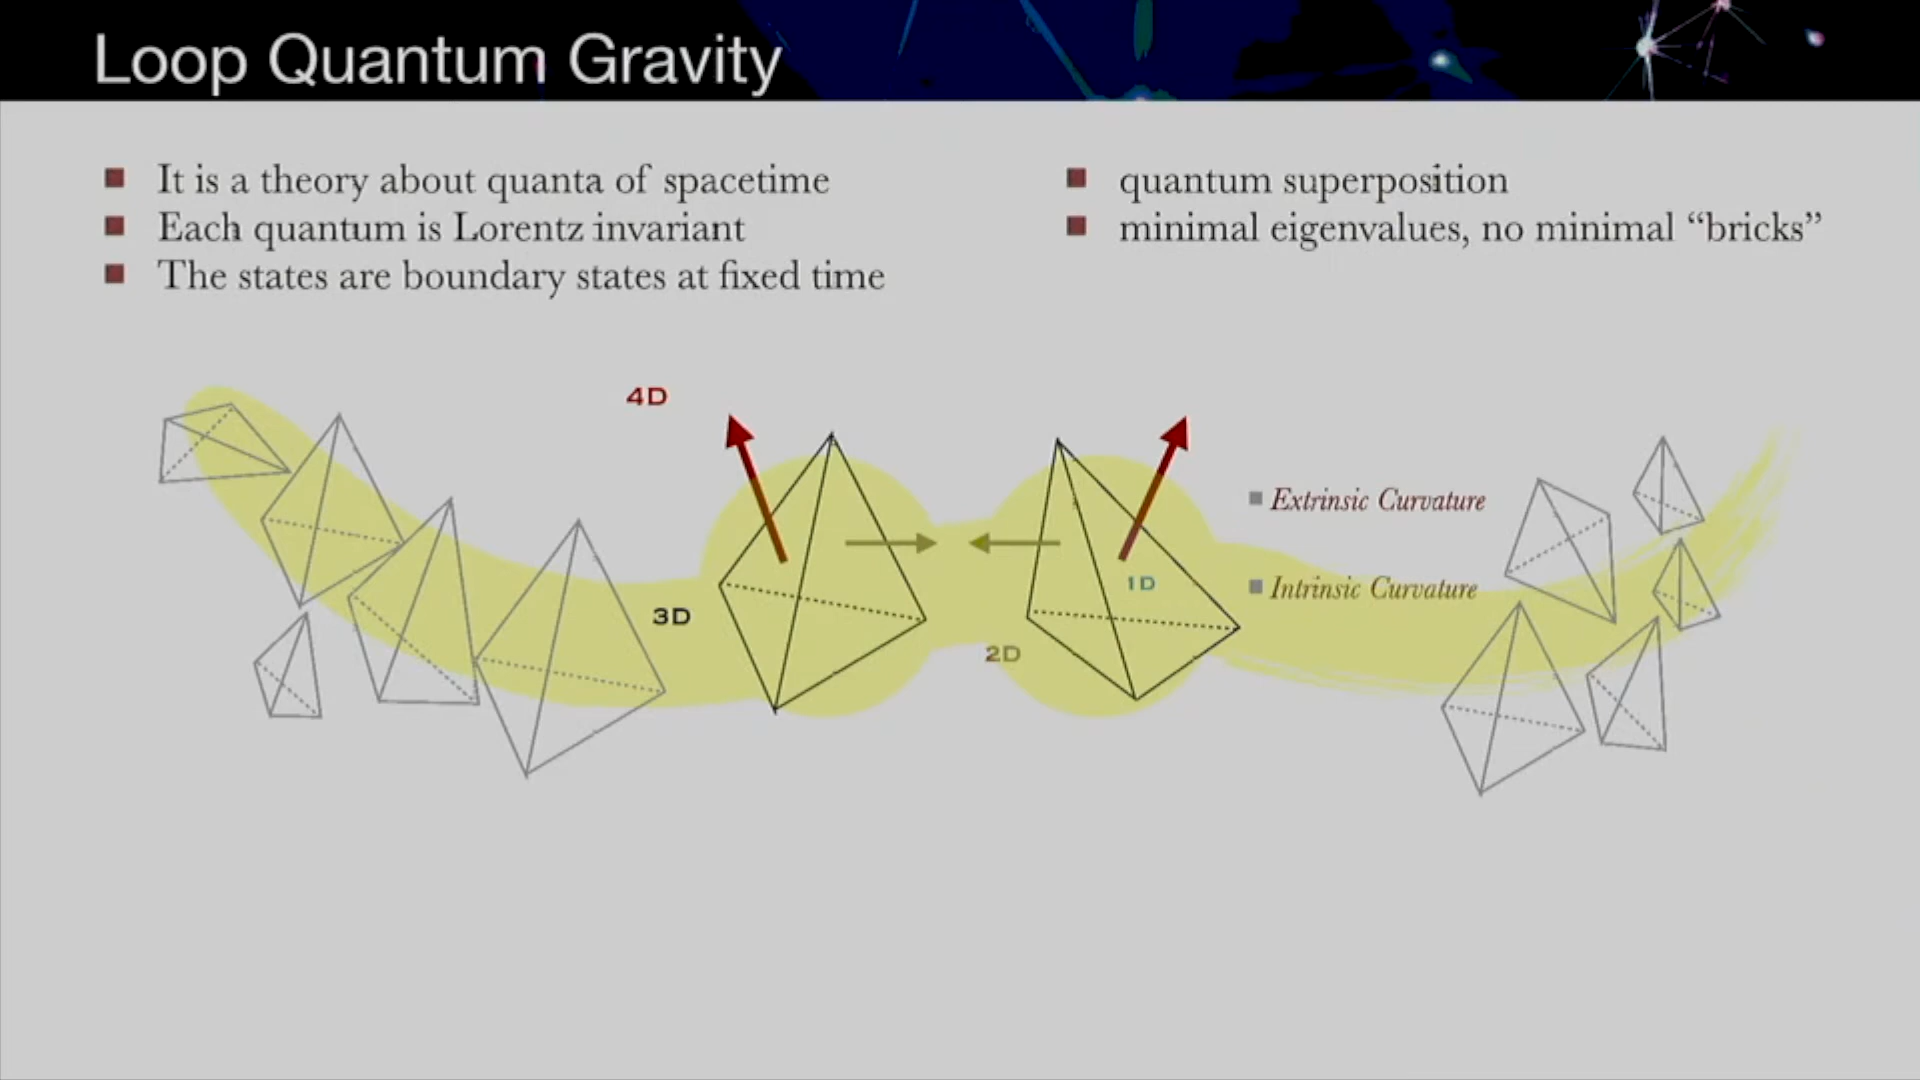 Loop Quantum Gravity
It is a theory about quanta of spacetime
Each quantum is Lorentz invariant
The states are boundary states at fixed time
quantum superposition
minimal eigenvalues, no minimal “bricks”
4D
Extrinsic Curvature
1D
Intrinsic Curvature
3D
2D